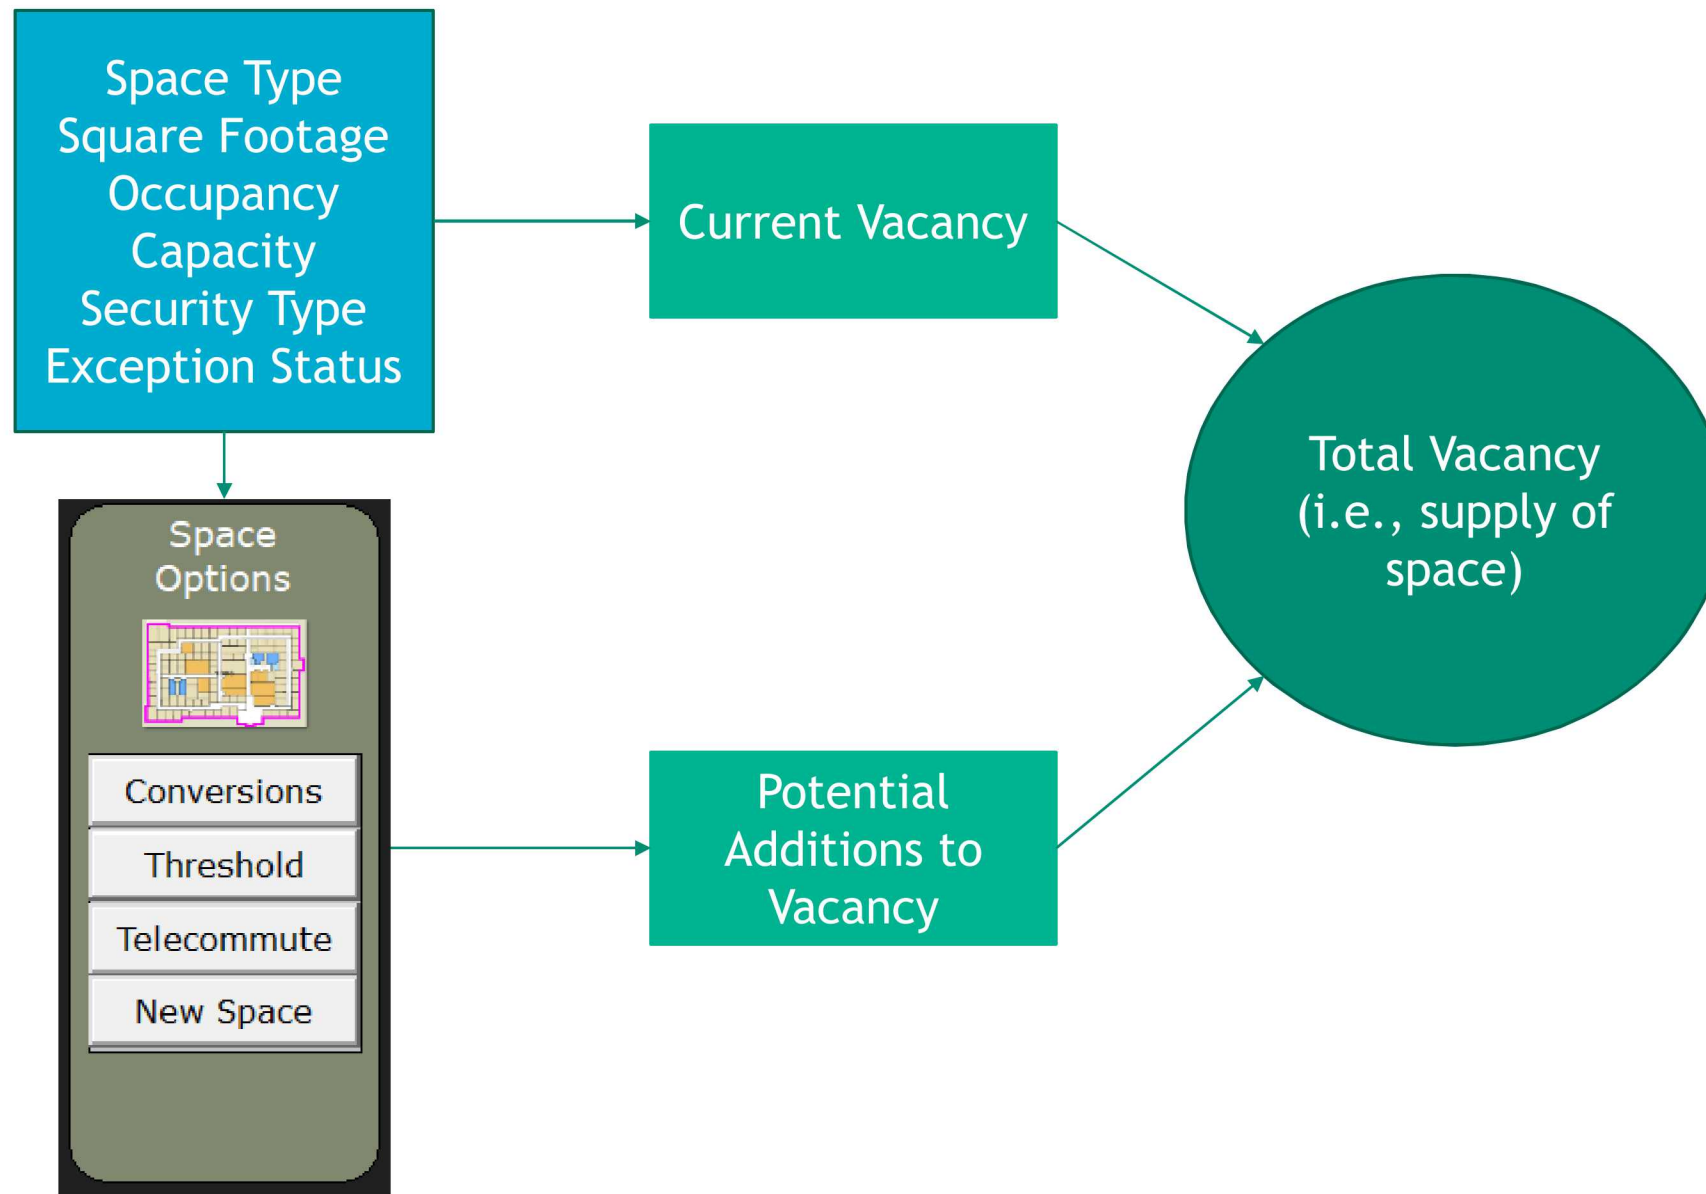 Space Type
Square Footage
Occupancy
Capacity
Security Type
Exception Status
Current Vacancy
Total Vacancy
(i.e., supply of
space)
Space
Options
Conversions
Threshold
Telecommute
New Space
Potential
Additions to
Vacancy